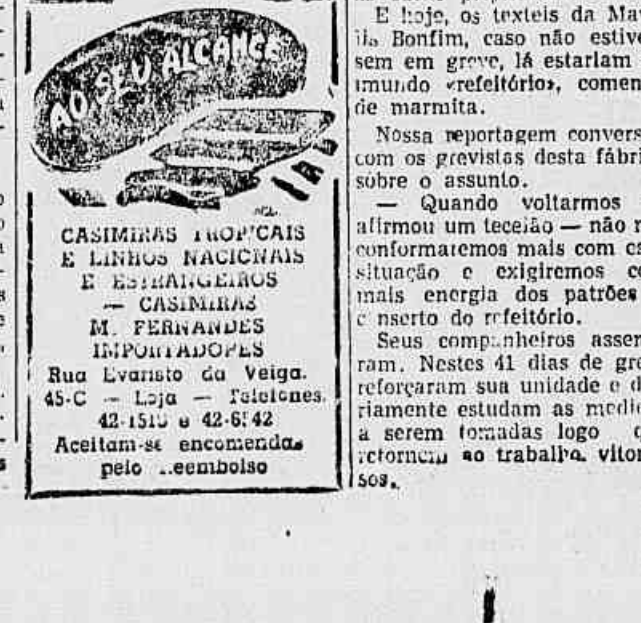 AO SEU ALCANCE
CASIMIRAS TROPICAIS
E LINHOS NACIONAIS
E ESTRANGEIROS
— CASIMIRAS
M. FERNANDES
IMPORTADORES
Rua Evaristo da Veiga.
45-C — Loja — Telefones.
42-1515 e 42-6542
Aceitam-se encomendas
pelo reembolso
E hoje, os texteis da Ma
Bonfim, caso não estive
sem em greve, lá estariam
imundo «refeitório», comen
de marmita.
Nossa reportagem convers
com os grevistas desta fábri
sôbre o assunto.
— Quando voltarmos
afirmou um tecelão — não n
conformaremos mais com es
situação e exigiremos co
mais energia dos patrões
conserto do refeitório.
Seus companheiros asser
ram. Nestes 41 dias de gre
reforçaram sua unidade e d
riamente estudam as medi
a serem tomadas logo
retornem ao trabalho, vitor
sos.